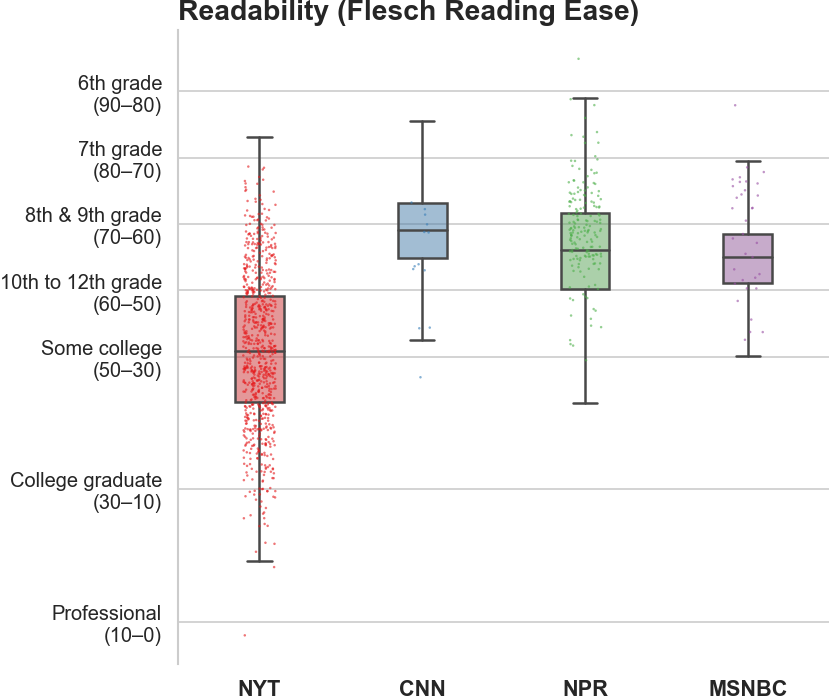 Readability (Flesch Reading Ease)
6th grade
(90–80)
7th grade
(80–70)
8th & 9th grade
(70–60)
10th to 12th grade
(60–50)
Some college
(50–30)
College graduate
(30–10)
Professional
(10–0)
NYT CNN NPR MSNBC